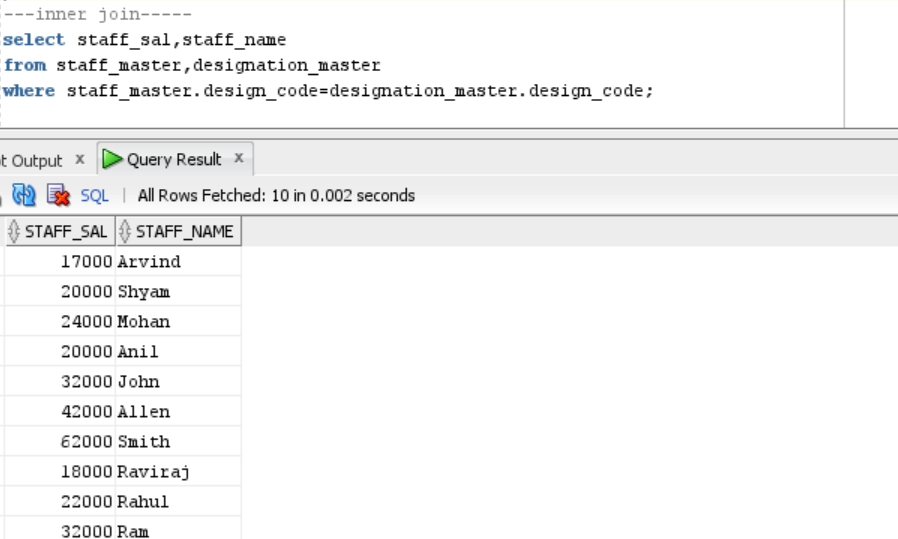 ---inner join-----
select staff_sal,staff_name
from staff_master,designation_master
where staff_master.design_code=designation_master.design_code;
t Output x Query Result x
SQL | All Rows Fetched: 10 in 0.002 seconds
STAFF_SAL STAFF_NAME
17000 Arvind
20000 Shyam
24000 Mohan
20000 Anil
32000 John
42000 Allen
62000 Smith
18000 Raviraj
22000 Rahul
32000 Ram